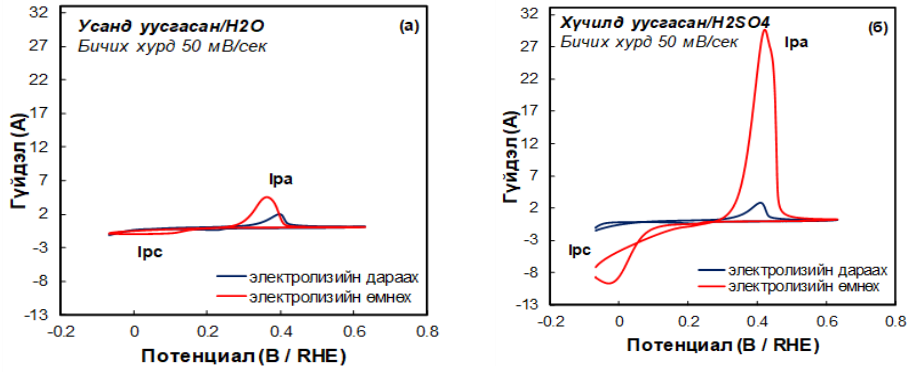 Усанд уусгасан/H2O
Бичих хурд 50 мВ/сек
(а)
32
27
22
17
12
7
2
-3
-8
-13
Гүйдэл (А)
Ipa
Ipc
электролизийн дараах
электролизийн өмнөх
-0.2
0
0.2
0.4
0.6
0.8
Потенциал (В / RHE)
Хүчилд уусгасан/H2SO4
Бичих хурд 50 мВ/сек
(б)
32
27
22
17
12
7
2
-3
-8
-13
Гүйдэл (А)
Ipa
Ipc
электролизийн дараах
электролизийн өмнөх
-0.2
0
0.2
0.4
0.6
0.8
Потенциал (В / RHE)